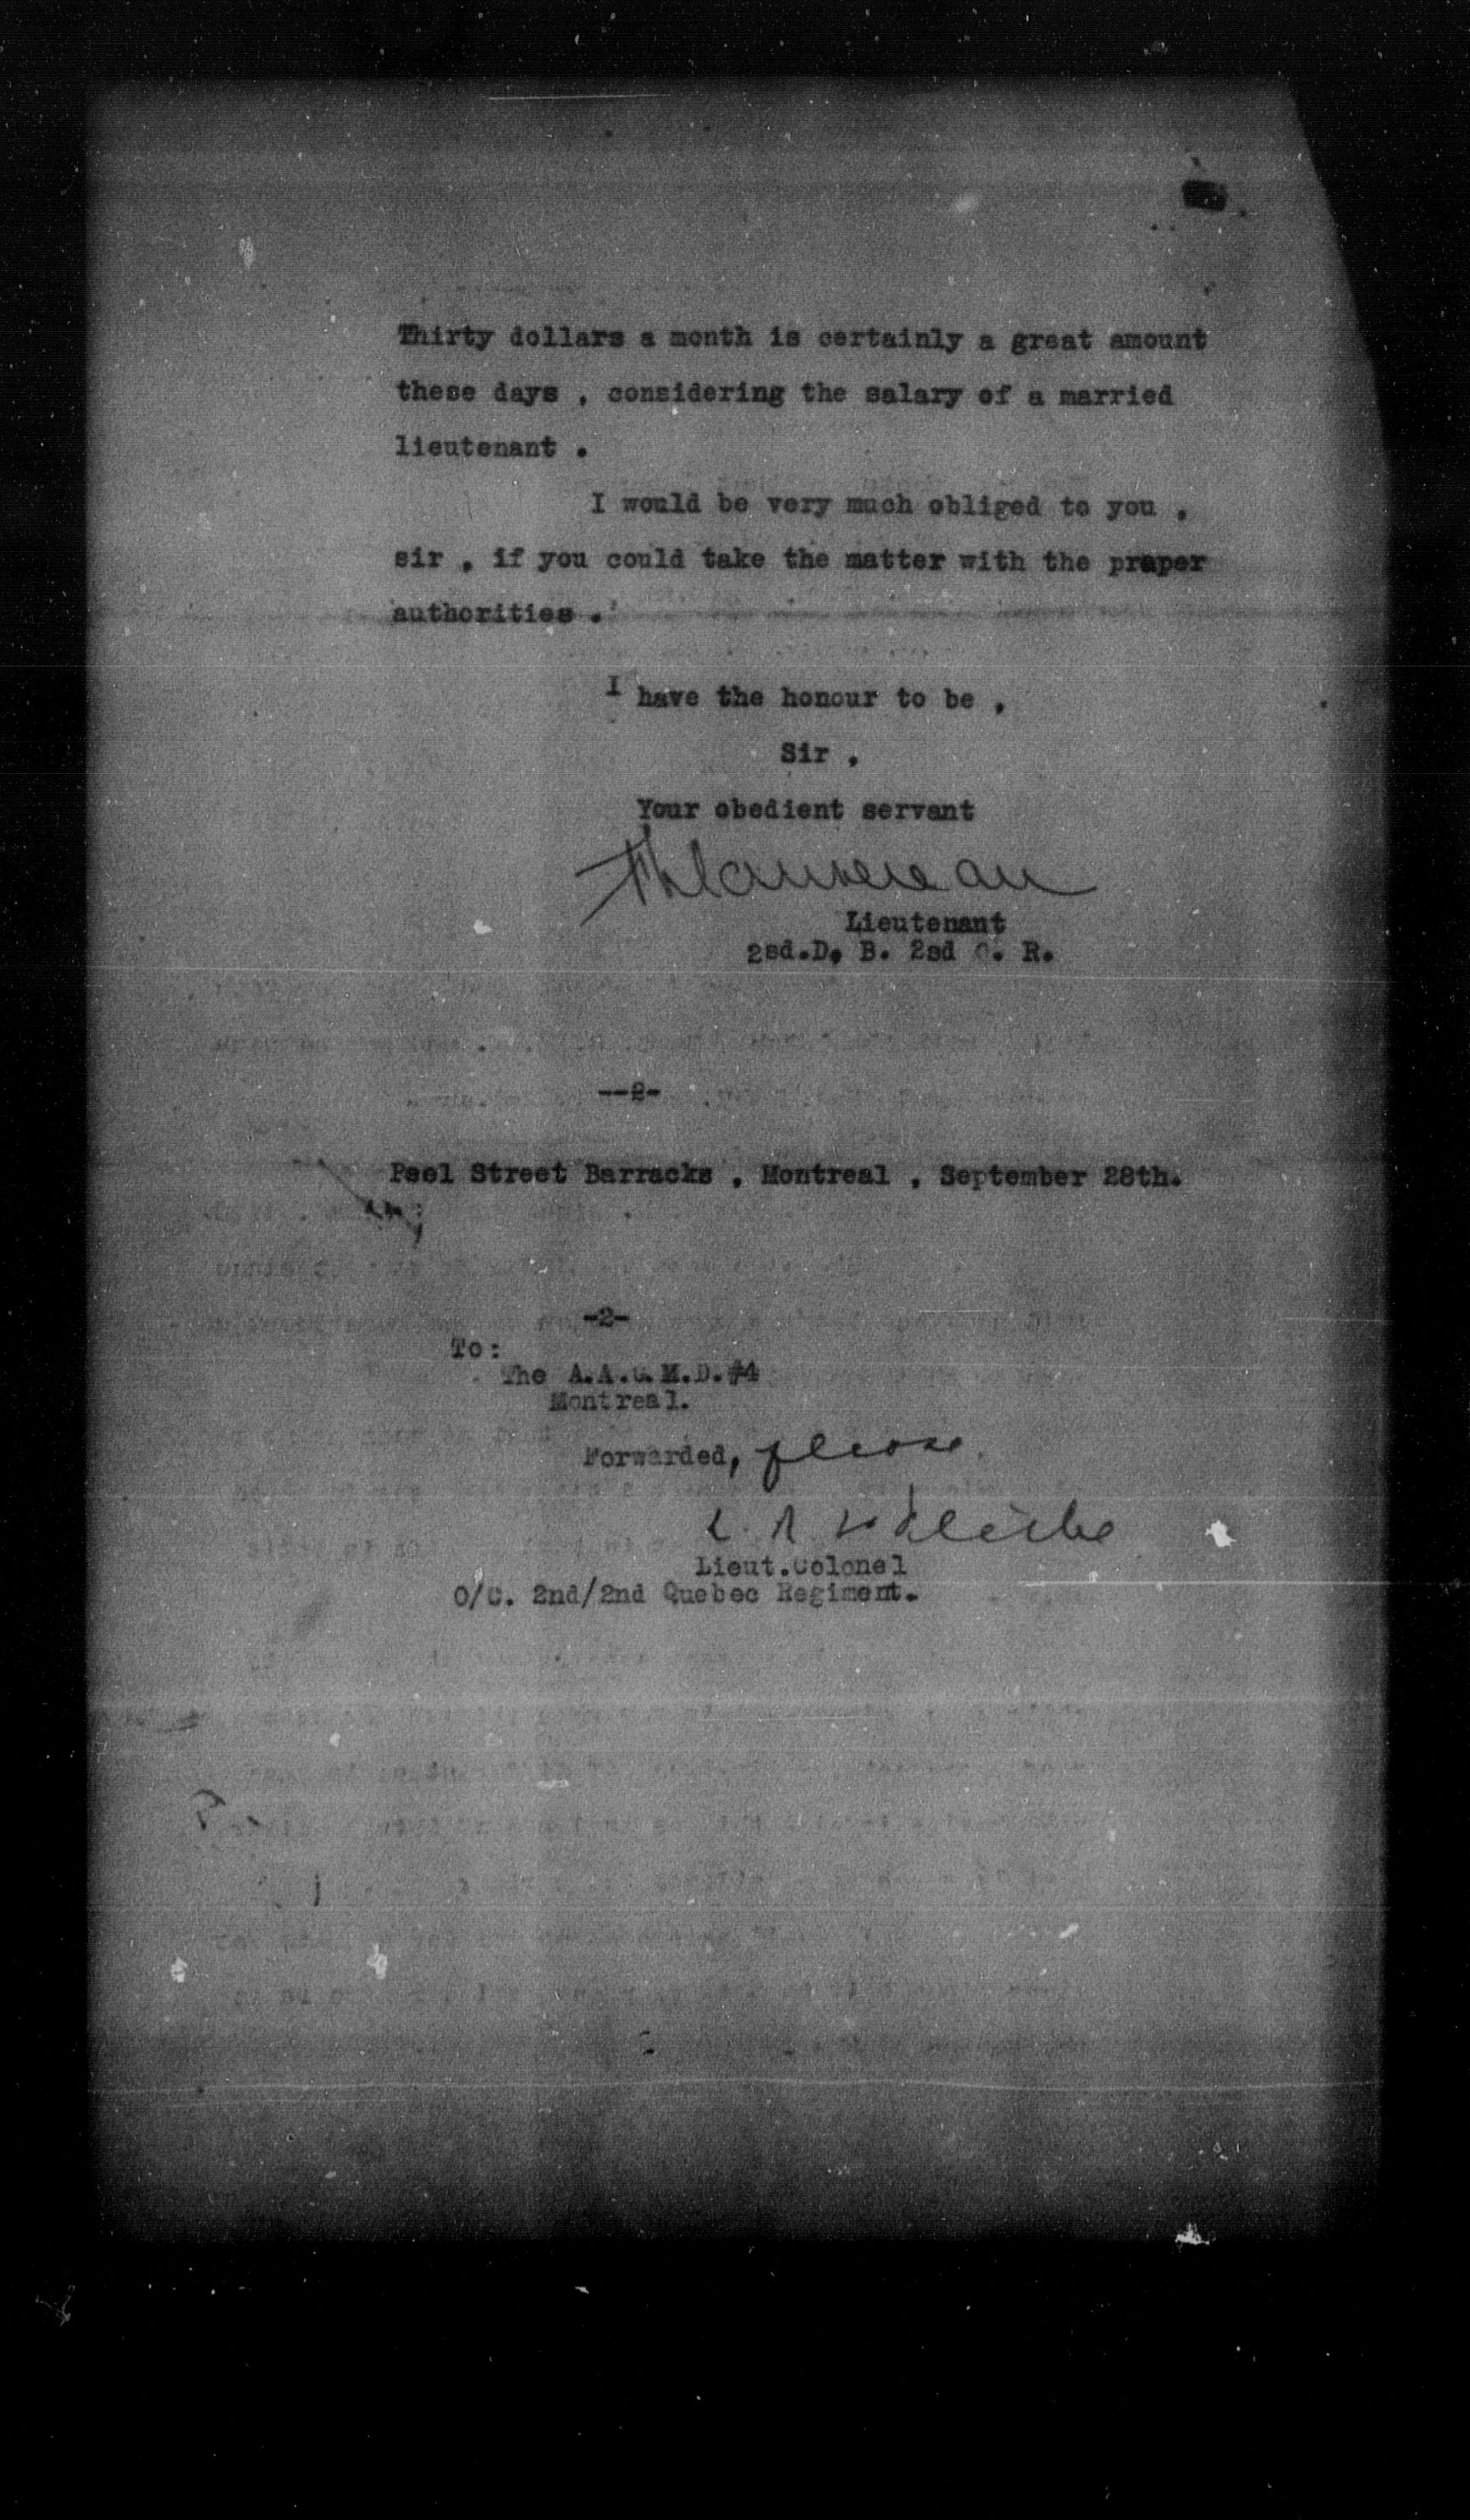 Thirty dollars a month is certainly a great amount
these days , considering the salary of a married
lieutenant .
I would be very much obliged to you ,
sir , if you could take the matter with the proper
authorities .
I have the honour to be ,
Sir ,
Your obedient servant
Lieutenant
2sd.D. B. 2sd Q. R.
--2-
Peel Street Barracks , Montreal , September 28th.
-2-
To:
The A.A.G. M.D.#4
Montreal.
Forwarded, please
Lieut.Colonel
O/C. 2nd/2nd Quebec Regiment.